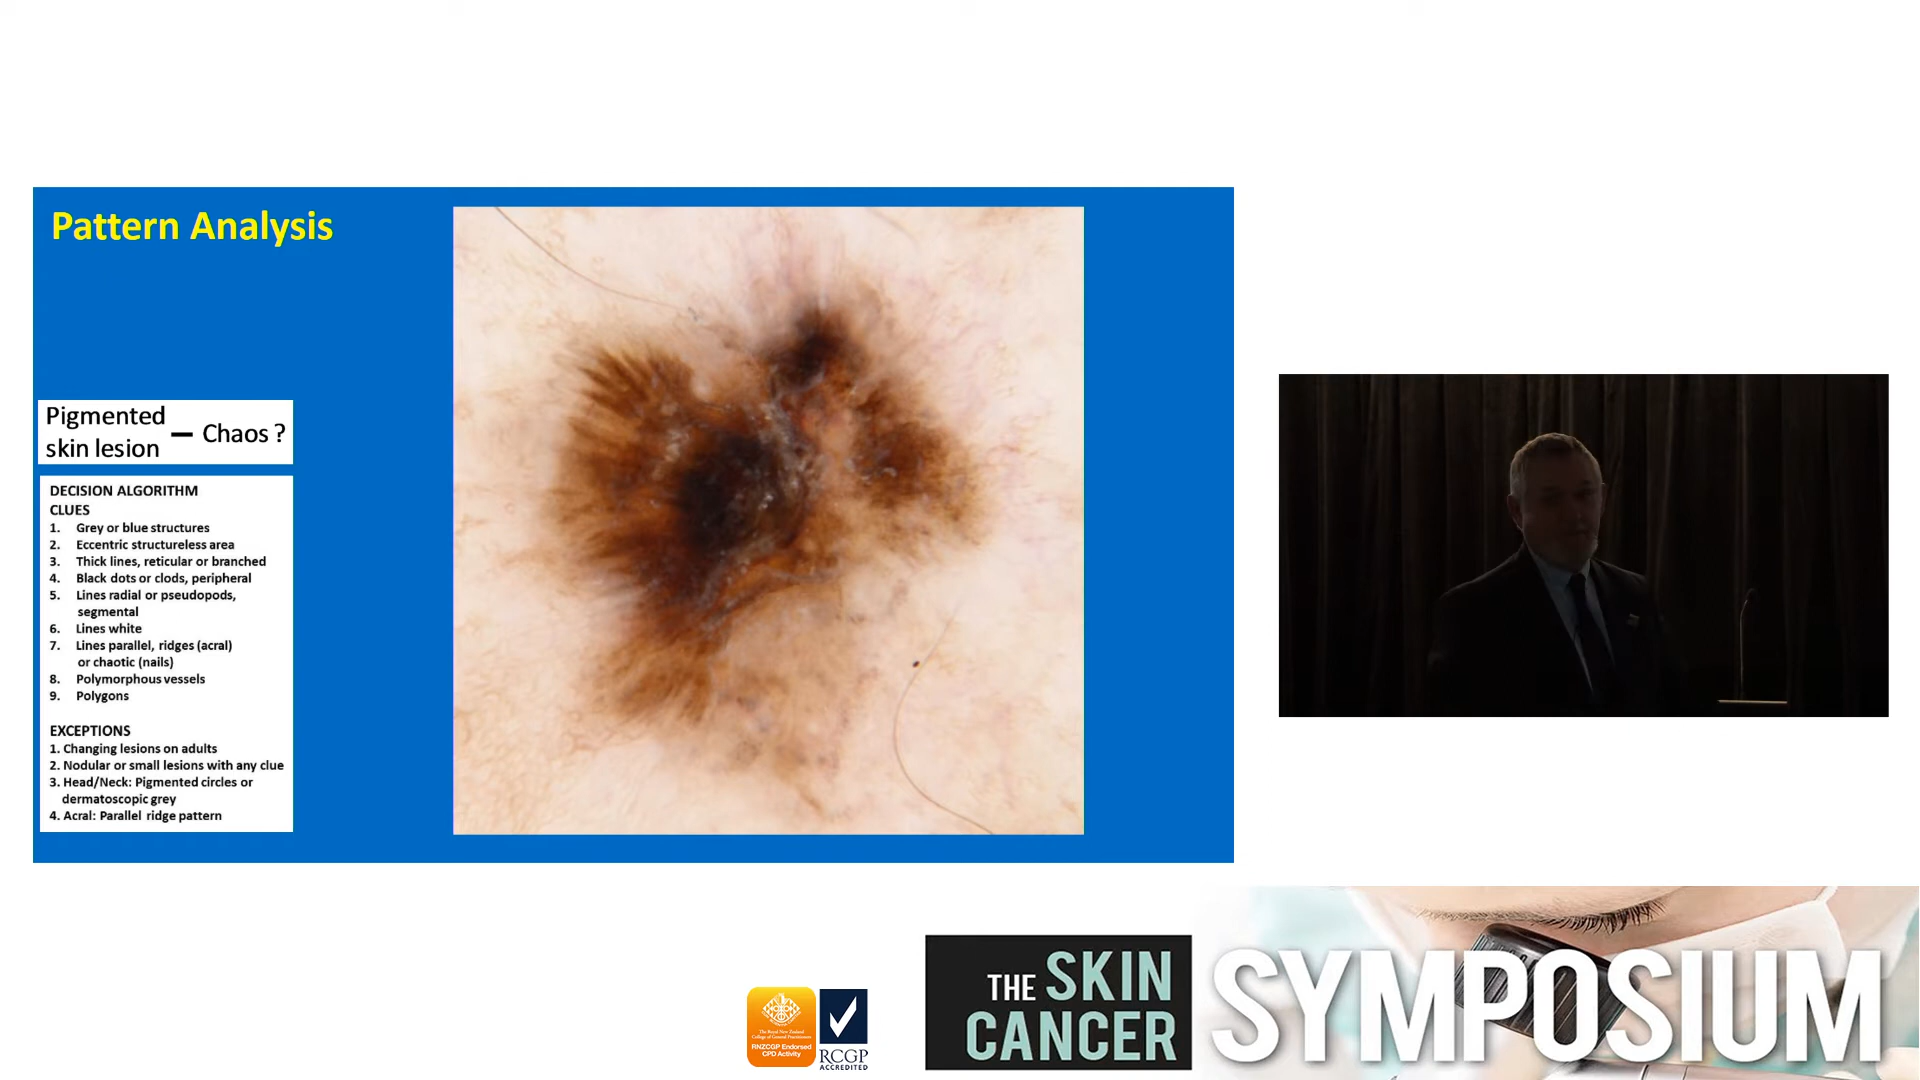 Pattern Analysis
Pigmented
skin lesion – Chaos ?
DECISION ALGORITHM
CLUES
1. Grey or blue structures
2. Eccentric structureless area
3. Thick lines, reticular or branched
4. Black dots or clods, peripheral
5. Lines radial or pseudopods,
segmental
6. Lines white
7. Lines parallel, ridges (acral)
or chaotic (nails)
8. Polymorphous vessels
9. Polygons
EXCEPTIONS
1. Changing lesions on adults
2. Nodular or small lesions with any clue
3. Head/Neck: Pigmented circles or
dermatoscopic grey
4. Acral: Parallel ridge pattern
The Royal New Zealand
College of General Practitioners
RNZCGP Endorsed
CPD Activity
RCGP
ACCREDITED
THE SKIN
CANCER
SYMPOSIUM